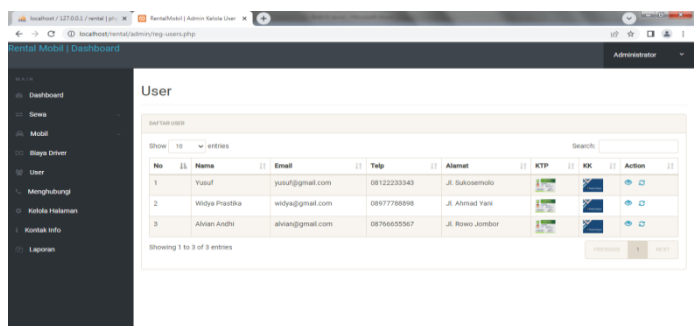 localhost / 127.0.0.1 / rental | ph
RentalMobil | Admin Kelola User
localhost/rental/admin/reg-users.php
Rental Mobil | Dashboard
Administrator
MAIN
Dashboard
Sewa
Mobil
Biaya Driver
User
Menghubungi
Kelola Halaman
Kontak Info
Laporan
User
DAFTAR USER
Show 10 entries
Search:
No Nama Email Telp Alamat KTP KK Action
1 Yusuf yusuf@gmail.com 08122233343 Jl. Sukosemolo
2 Widya Prastika widya@gmail.com 08977788898 Jl. Ahmad Yani
3 Alvian Andhi alvian@gmail.com 08766655567 Jl. Rowo Jombor
Showing 1 to 3 of 3 entries
PREVIOUS 1 NEXT